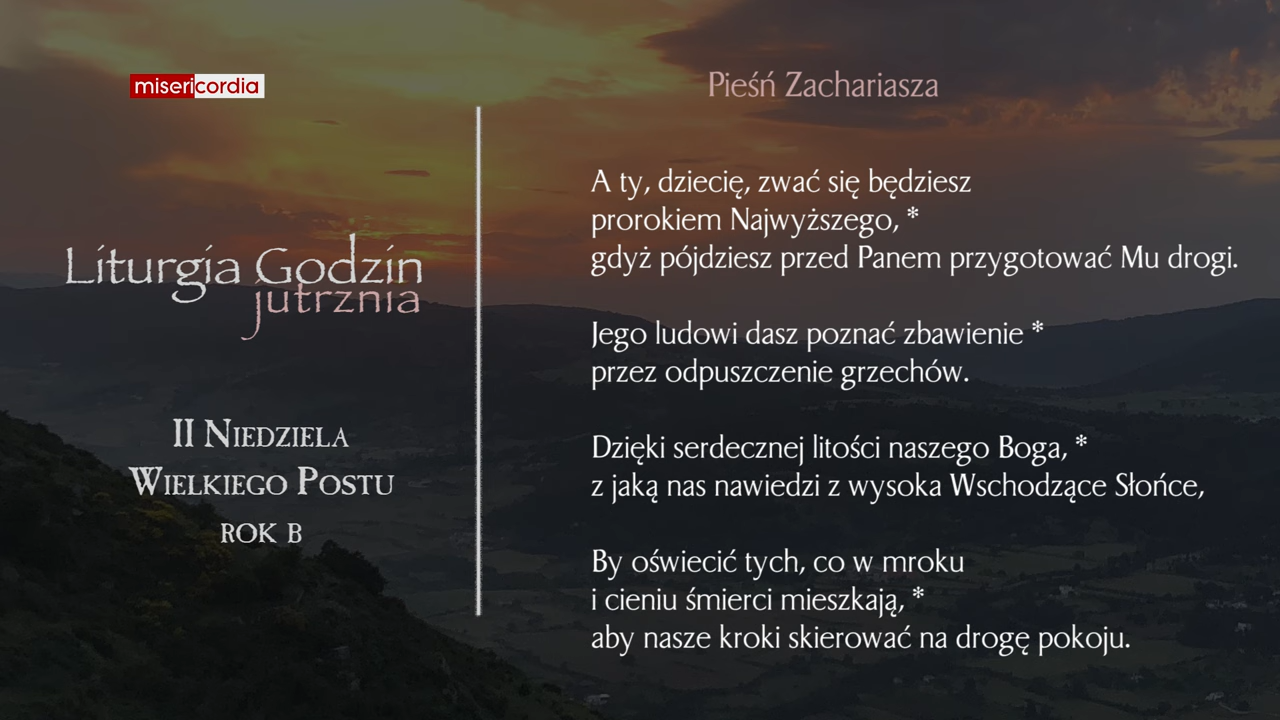 misericordia
Liturgia Godzin
jutrznia
II Niedziela
Wielkiego Postu
rok B
Pieśń Zachariasza
A ty, dziecię, zwać się będziesz
prorokiem Najwyższego, *
gdyż pójdziesz przed Panem przygotować Mu drogi.
Jego ludowi dasz poznać zbawienie *
przez odpuszczenie grzechów.
Dzięki serdecznej litości naszego Boga, *
z jaką nas nawiedzi z wysoka Wschodzące Słońce,
By oświecić tych, co w mroku
i cieniu śmierci mieszkają, *
aby nasze kroki skierować na drogę pokoju.